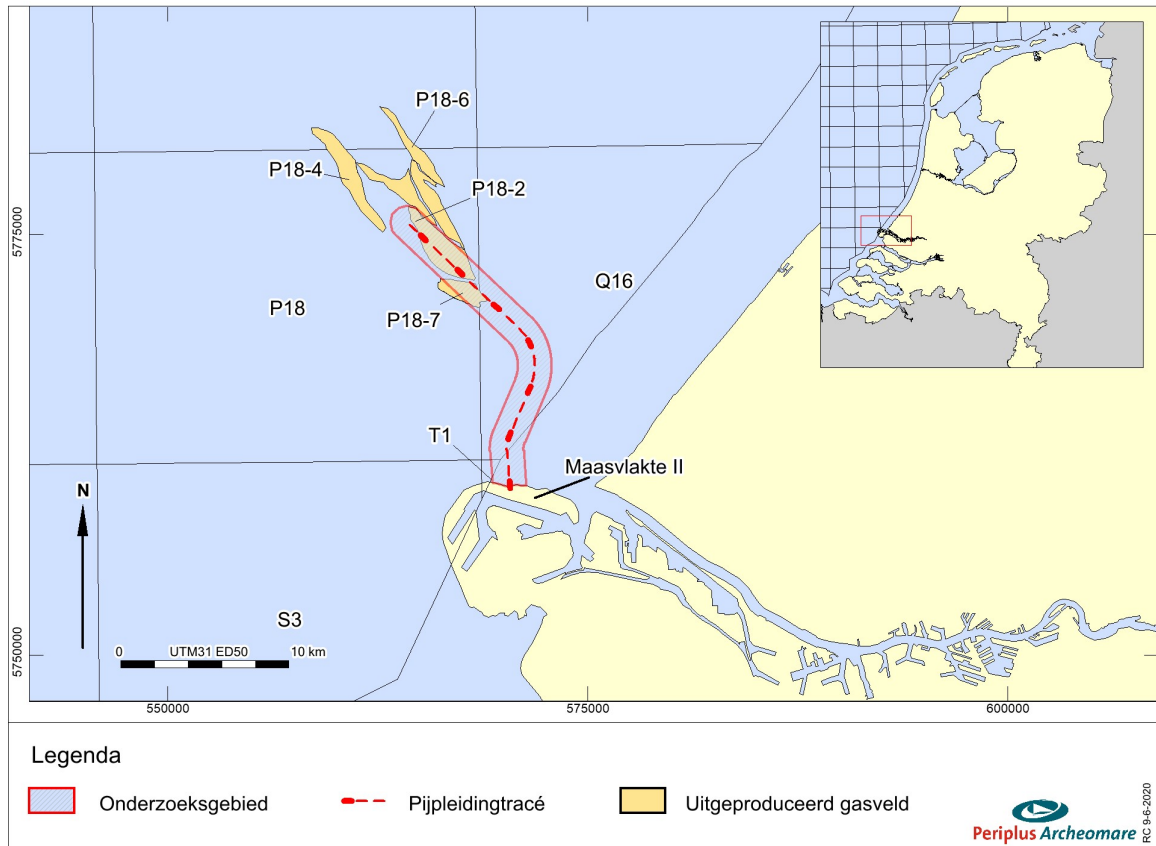 P18-6
P18-4
P18-2
Q16
P18
P18-7
T1
Maasvlakte II
N
S3
0 UTM31 ED50 10 km
5775000
5750000
550000 575000 600000
Legenda
Onderzoeksgebied Pijpleidingtracé Uitgeproduceerd gasveld
Periplus Archeomare
RC 9-6-2020